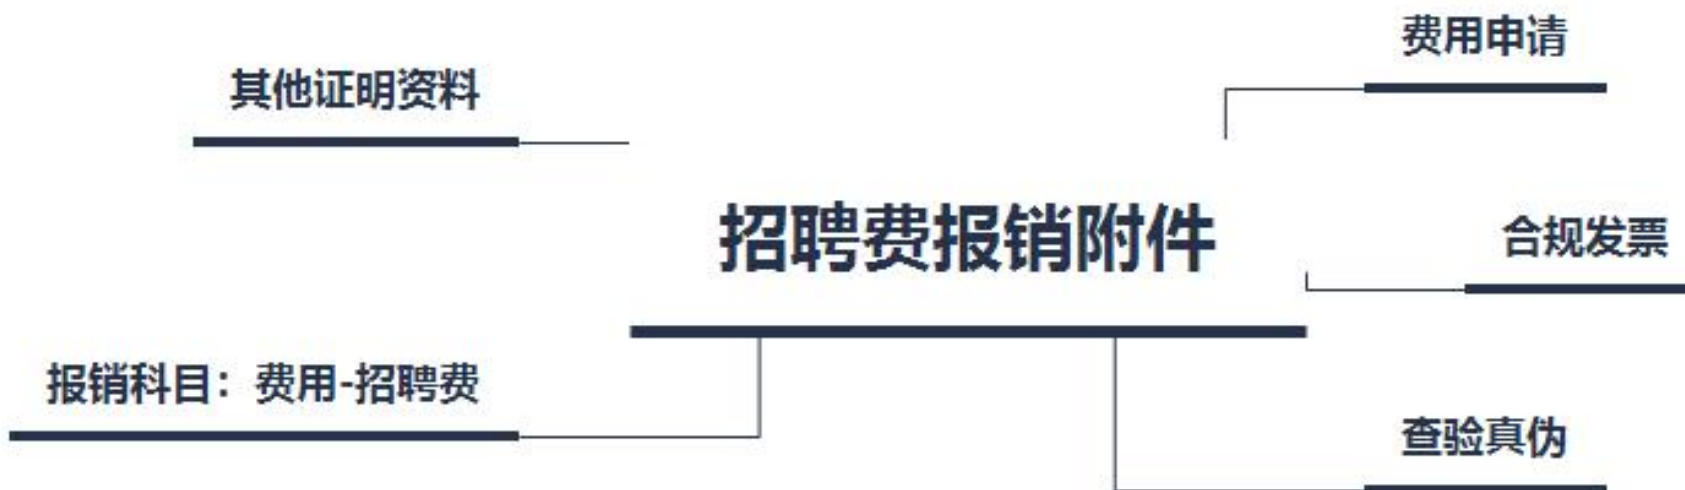 费用申请
其他证明资料
招聘费报销附件
合规发票
报销科目：费用-招聘费
查验真伪